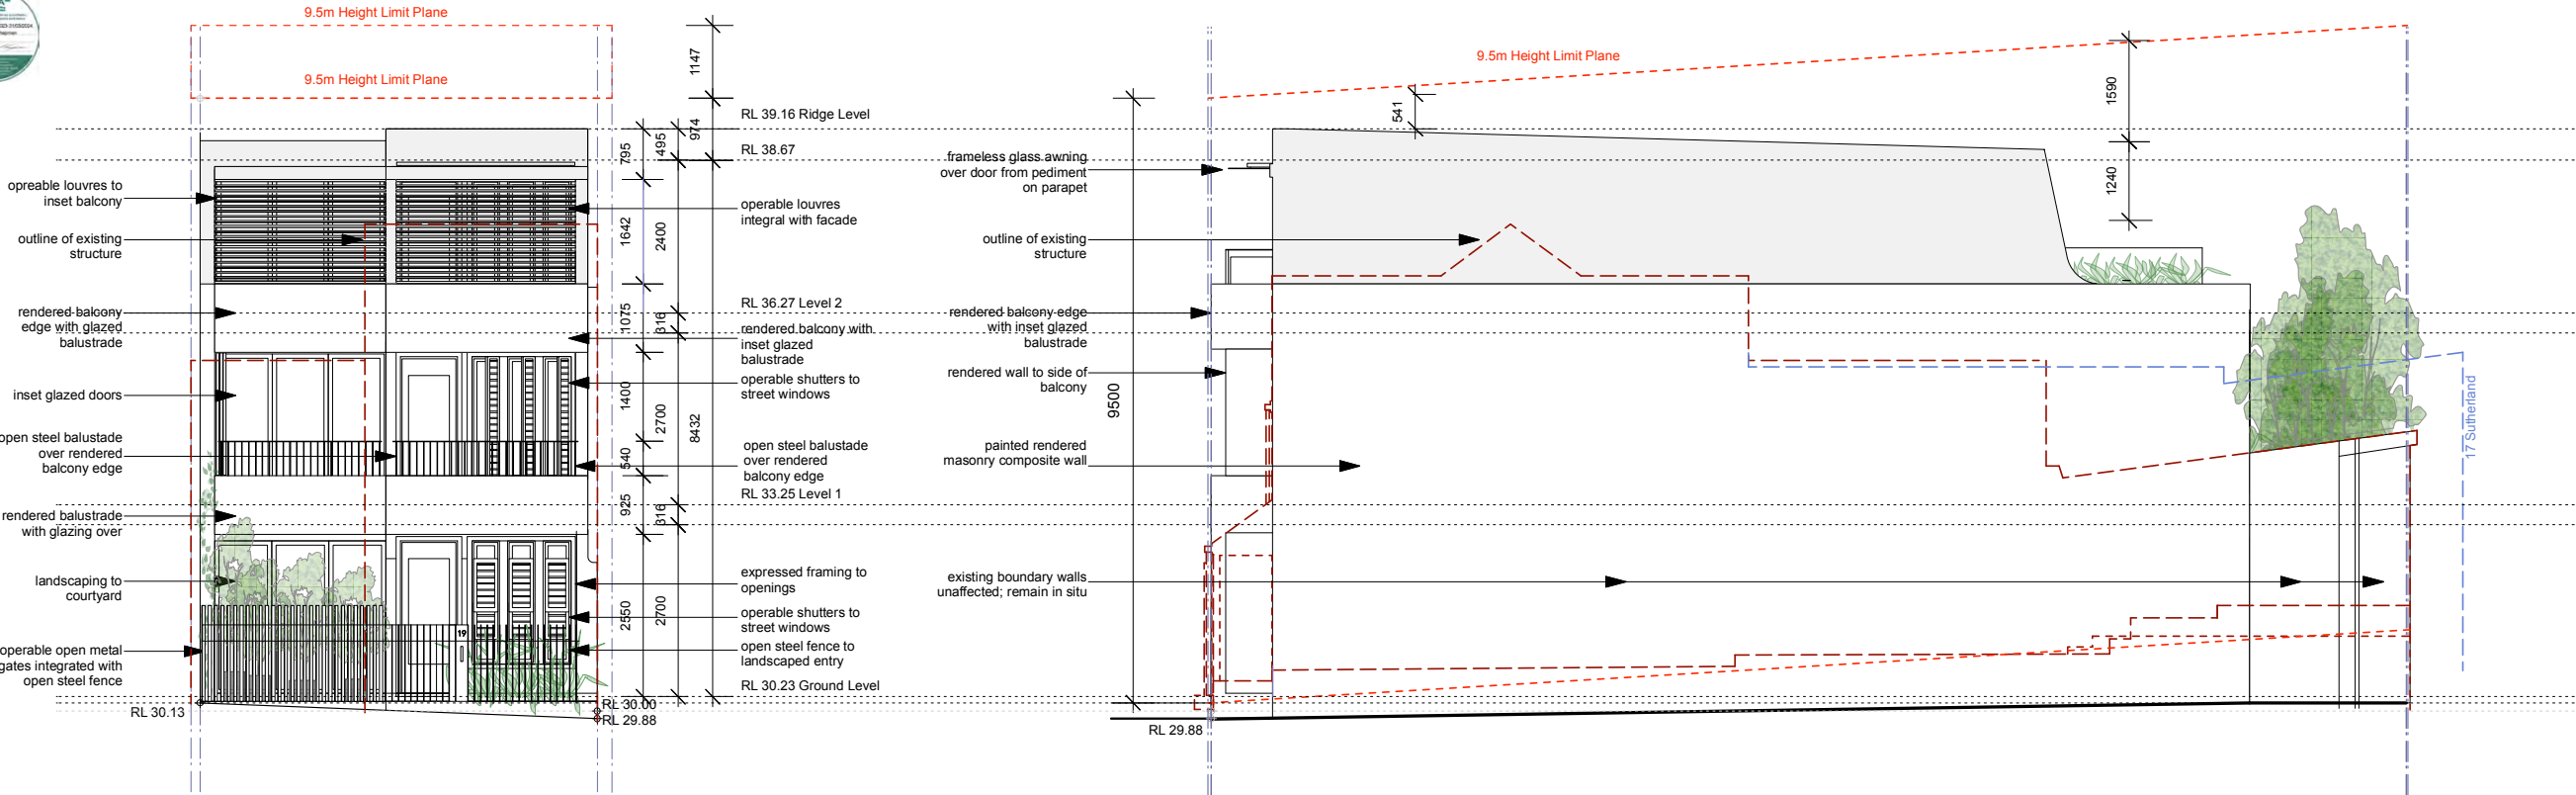 9.5m Height Limit Plane
9.5m Height Limit Plane
1147
974
495
795
1642
2400
1075
316
1400
2700
8432
540
925
316
2550
2700
opreable louvres to
inset balcony
outline of existing
structure
rendered balcony
edge with glazed
balustrade
inset glazed doors
open steel balustade
over rendered
balcony edge
rendered balustrade
with glazing over
landscaping to
courtyard
operable open metal
gates integrated with
open steel fence
RL 30.13
19
RL 39.16 Ridge Level
RL 38.67
operable louvres
integral with facade
RL 36.27 Level 2
rendered balcony with
inset glazed
balustrade
operable shutters to
street windows
open steel balustade
over rendered
balcony edge
RL 33.25 Level 1
expressed framing to
openings
operable shutters to
street windows
open steel fence to
landscaped entry
RL 30.23 Ground Level
RL 30.00
RL 29.88
9.5m Height Limit Plane
541
1590
1240
9500
frameless glass awning
over door from pediment
on parapet
outline of existing
structure
rendered balcony edge
with inset glazed
balustrade
rendered wall to side of
balcony
painted rendered
masonry composite wall
existing boundary walls
unaffected; remain in situ
RL 29.88
17 Sutherland